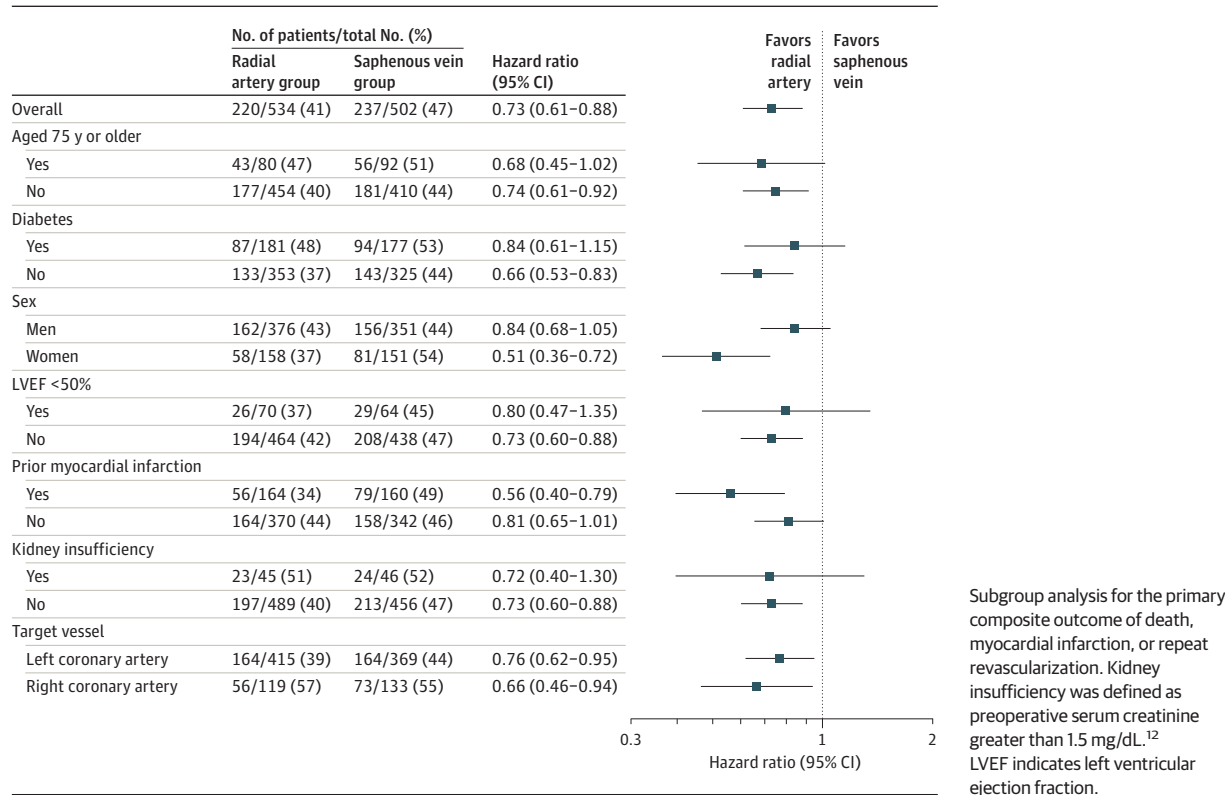 No. of patients/total No. (%)
Radial artery group Saphenous vein group Hazard ratio (95% CI) Favors radial artery Favors saphenous vein
Overall 220/534 (41) 237/502 (47) 0.73 (0.61–0.88)
Aged 75 y or older
Yes 43/80 (47) 56/92 (51) 0.68 (0.45–1.02)
No 177/454 (40) 181/410 (44) 0.74 (0.61–0.92)
Diabetes
Yes 87/181 (48) 94/177 (53) 0.84 (0.61–1.15)
No 133/353 (37) 143/325 (44) 0.66 (0.53–0.83)
Sex
Men 162/376 (43) 156/351 (44) 0.84 (0.68–1.05)
Women 58/158 (37) 81/151 (54) 0.51 (0.36–0.72)
LVEF <50%
Yes 26/70 (37) 29/64 (45) 0.80 (0.47–1.35)
No 194/464 (42) 208/438 (47) 0.73 (0.60–0.88)
Prior myocardial infarction
Yes 56/164 (34) 79/160 (49) 0.56 (0.40–0.79)
No 164/370 (44) 158/342 (46) 0.81 (0.65–1.01)
Kidney insufficiency
Yes 23/45 (51) 24/46 (52) 0.72 (0.40–1.30)
No 197/489 (40) 213/456 (47) 0.73 (0.60–0.88)
Target vessel
Left coronary artery 164/415 (39) 164/369 (44) 0.76 (0.62–0.95)
Right coronary artery 56/119 (57) 73/133 (55) 0.66 (0.46–0.94)
0.3 1 2
Hazard ratio (95% CI)
Subgroup analysis for the primary
composite outcome of death,
myocardial infarction, or repeat
revascularization. Kidney
insufficiency was defined as
preoperative serum creatinine
greater than 1.5 mg/dL.¹²
LVEF indicates left ventricular
ejection fraction.